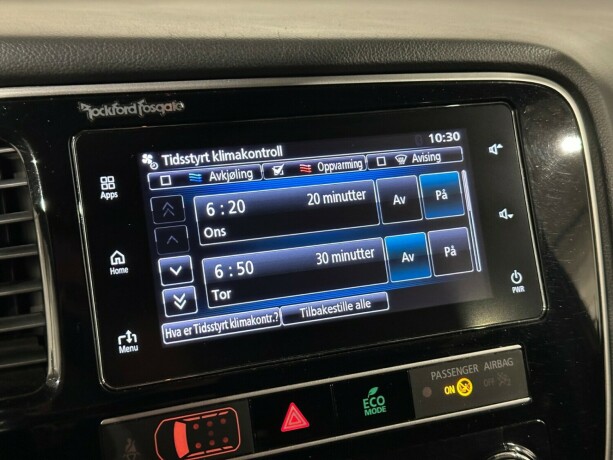 Rockford Fosgate
10:30
Tidsstyrt klimakontroll
Avkjøling
Oppvarming
Avising
Apps
6:20
20 minutter
Av
På
Ons
Home
6:50
30 minutter
Av
På
Tor
PWR
Menu
Hva er Tidsstyrt klimakontr.?
Tilbakestille alle
PASSENGER AIRBAG
ON
OFF
ECO
MODE